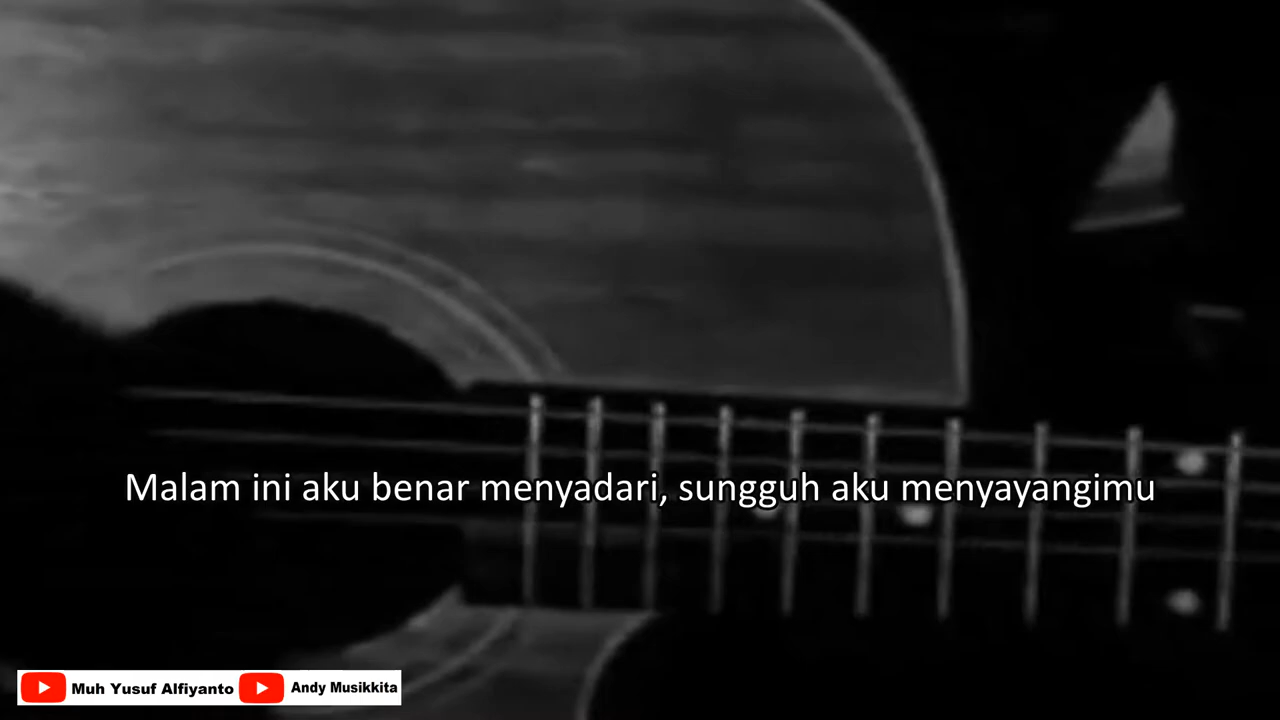 Malam ini aku benar menyadari, sungguh aku menyayangimu
Muh Yusuf Alfiyanto Andy Musikkita